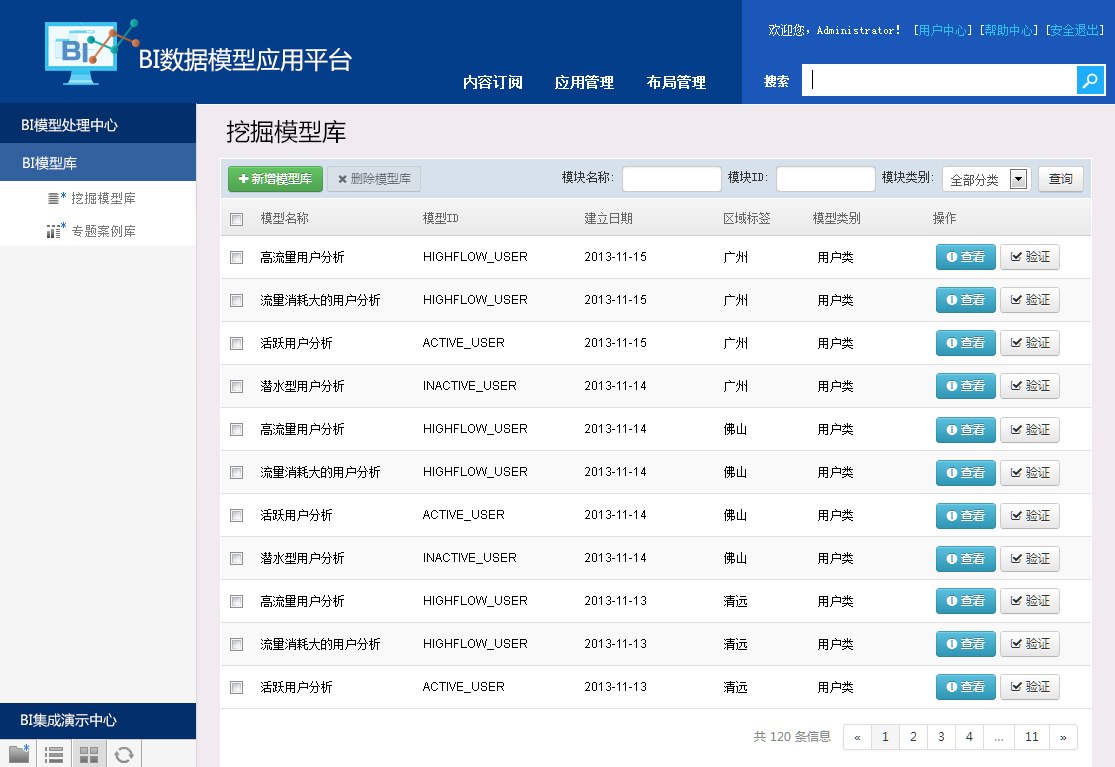 欢迎您，Administrator! [用户中心] [帮助中心] [安全退出]
BI
BI数据模型应用平台
内容订阅 应用管理 布局管理
搜索
BI模型处理中心
BI模型库
挖掘模型库
专题案例库
挖掘模型库
新增模型库 删除模型库 模块名称: 模块ID: 模块类别: 全部分类 查询
模型名称 模型ID 建立日期 区域标签 模型类别 操作
高流量用户分析 HIGHFLOW_USER 2013-11-15 广州 用户类 查看 验证
流量消耗大的用户分析 HIGHFLOW_USER 2013-11-15 广州 用户类 查看 验证
活跃用户分析 ACTIVE_USER 2013-11-15 广州 用户类 查看 验证
潜水型用户分析 INACTIVE_USER 2013-11-14 广州 用户类 查看 验证
高流量用户分析 HIGHFLOW_USER 2013-11-14 佛山 用户类 查看 验证
流量消耗大的用户分析 HIGHFLOW_USER 2013-11-14 佛山 用户类 查看 验证
活跃用户分析 ACTIVE_USER 2013-11-14 佛山 用户类 查看 验证
潜水型用户分析 INACTIVE_USER 2013-11-14 佛山 用户类 查看 验证
高流量用户分析 HIGHFLOW_USER 2013-11-13 清远 用户类 查看 验证
流量消耗大的用户分析 HIGHFLOW_USER 2013-11-13 清远 用户类 查看 验证
活跃用户分析 ACTIVE_USER 2013-11-13 清远 用户类 查看 验证
共 120 条信息 « 1 2 3 4 ... 11 »
BI集成演示中心